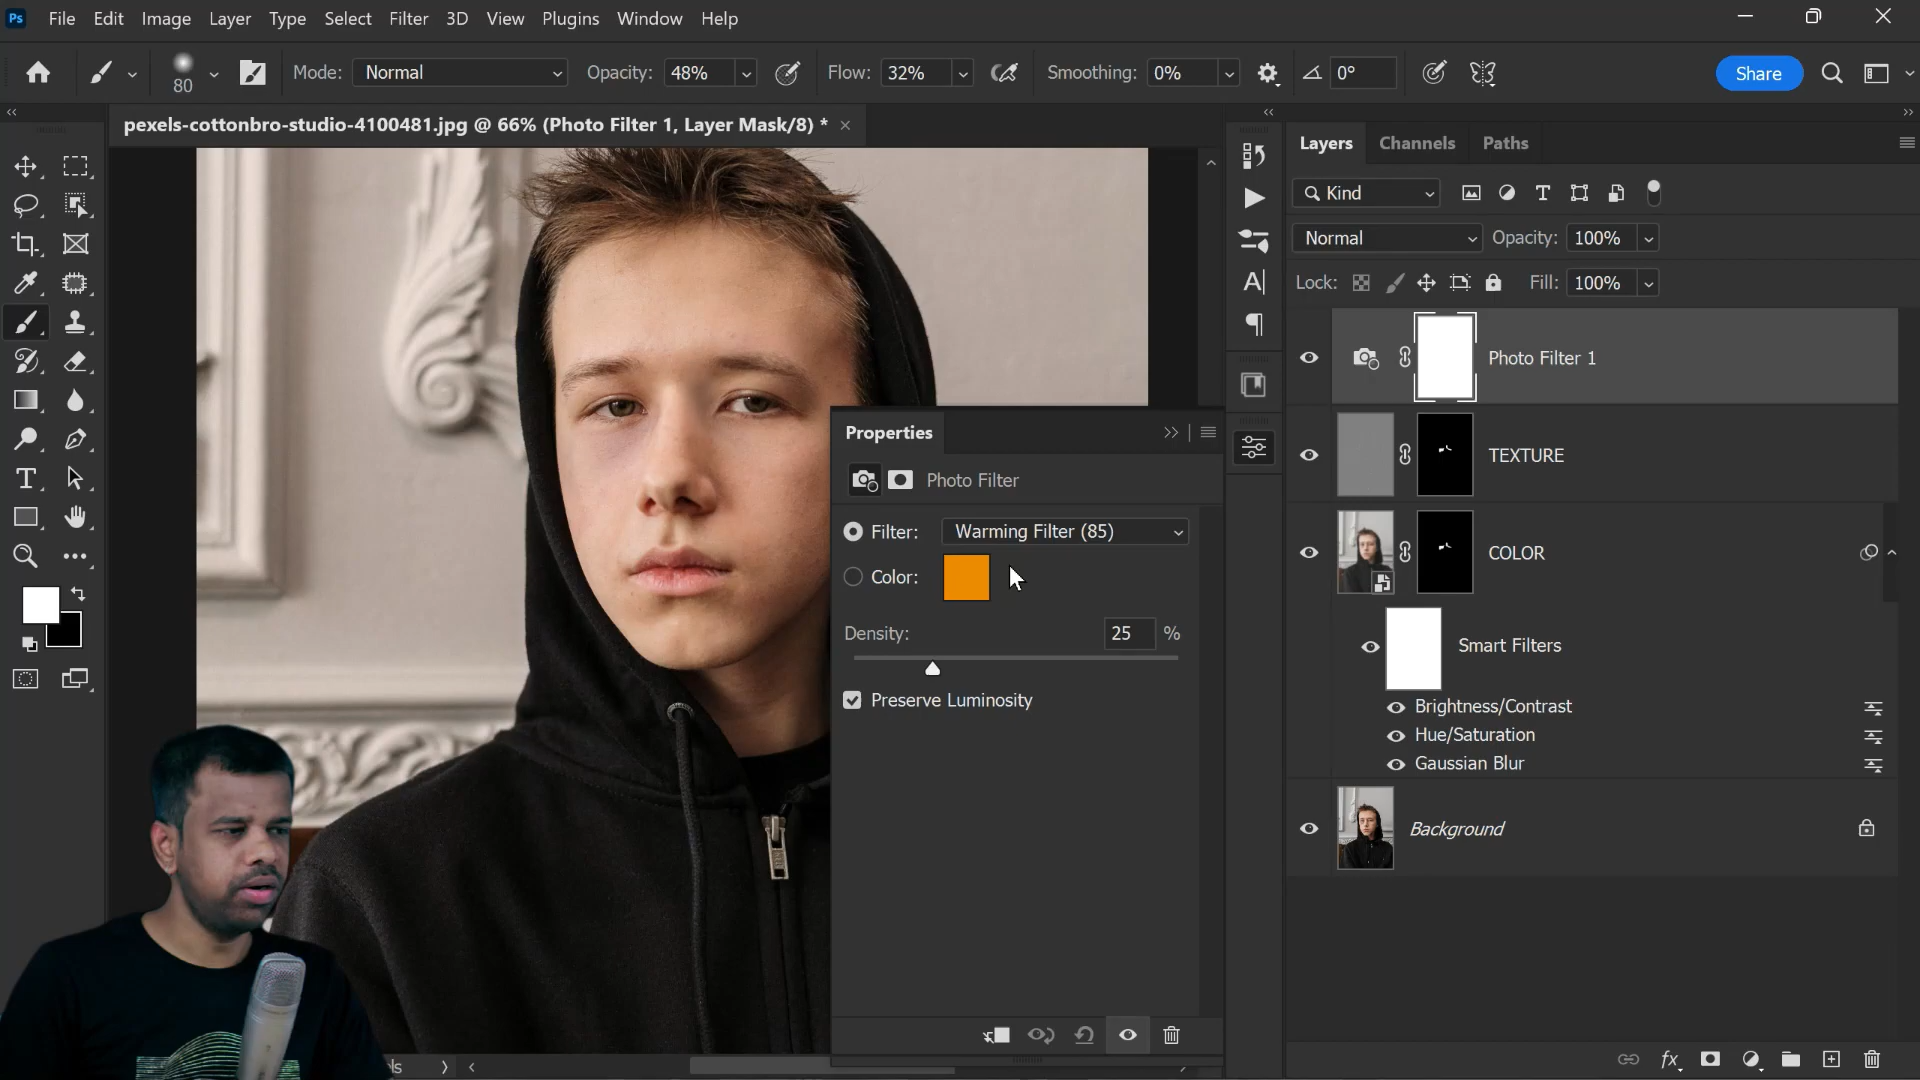 Ps File Edit Image Layer Type Select Filter 3D View Plugins Window Help
80 Mode: Normal Opacity: 48% Flow: 32% Smoothing: 0% 0° Share
pexels-cottonbro-studio-4100481.jpg @ 66% (Photo Filter 1, Layer Mask/8) *
Layers Channels Paths
Kind
Normal Opacity: 100%
Lock: Fill: 100%
Photo Filter 1
TEXTURE
COLOR
Smart Filters
Brightness/Contrast
Hue/Saturation
Gaussian Blur
Background
Properties
Photo Filter
Filter: Warming Filter (85)
Color:
Density: 25 %
Preserve Luminosity
fx